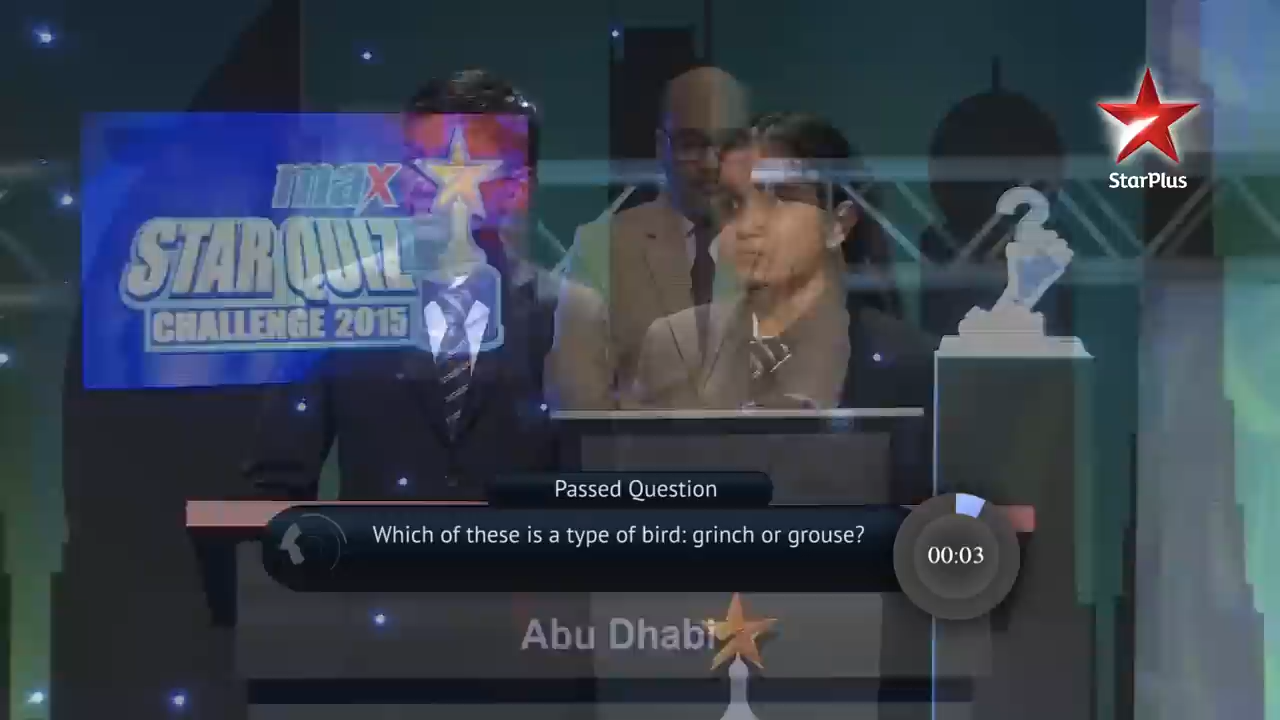 max
STAR QUIZ
CHALLENGE 2015
StarPlus
Passed Question
Which of these is a type of bird: grinch or grouse?
00:03
Abu Dhabi